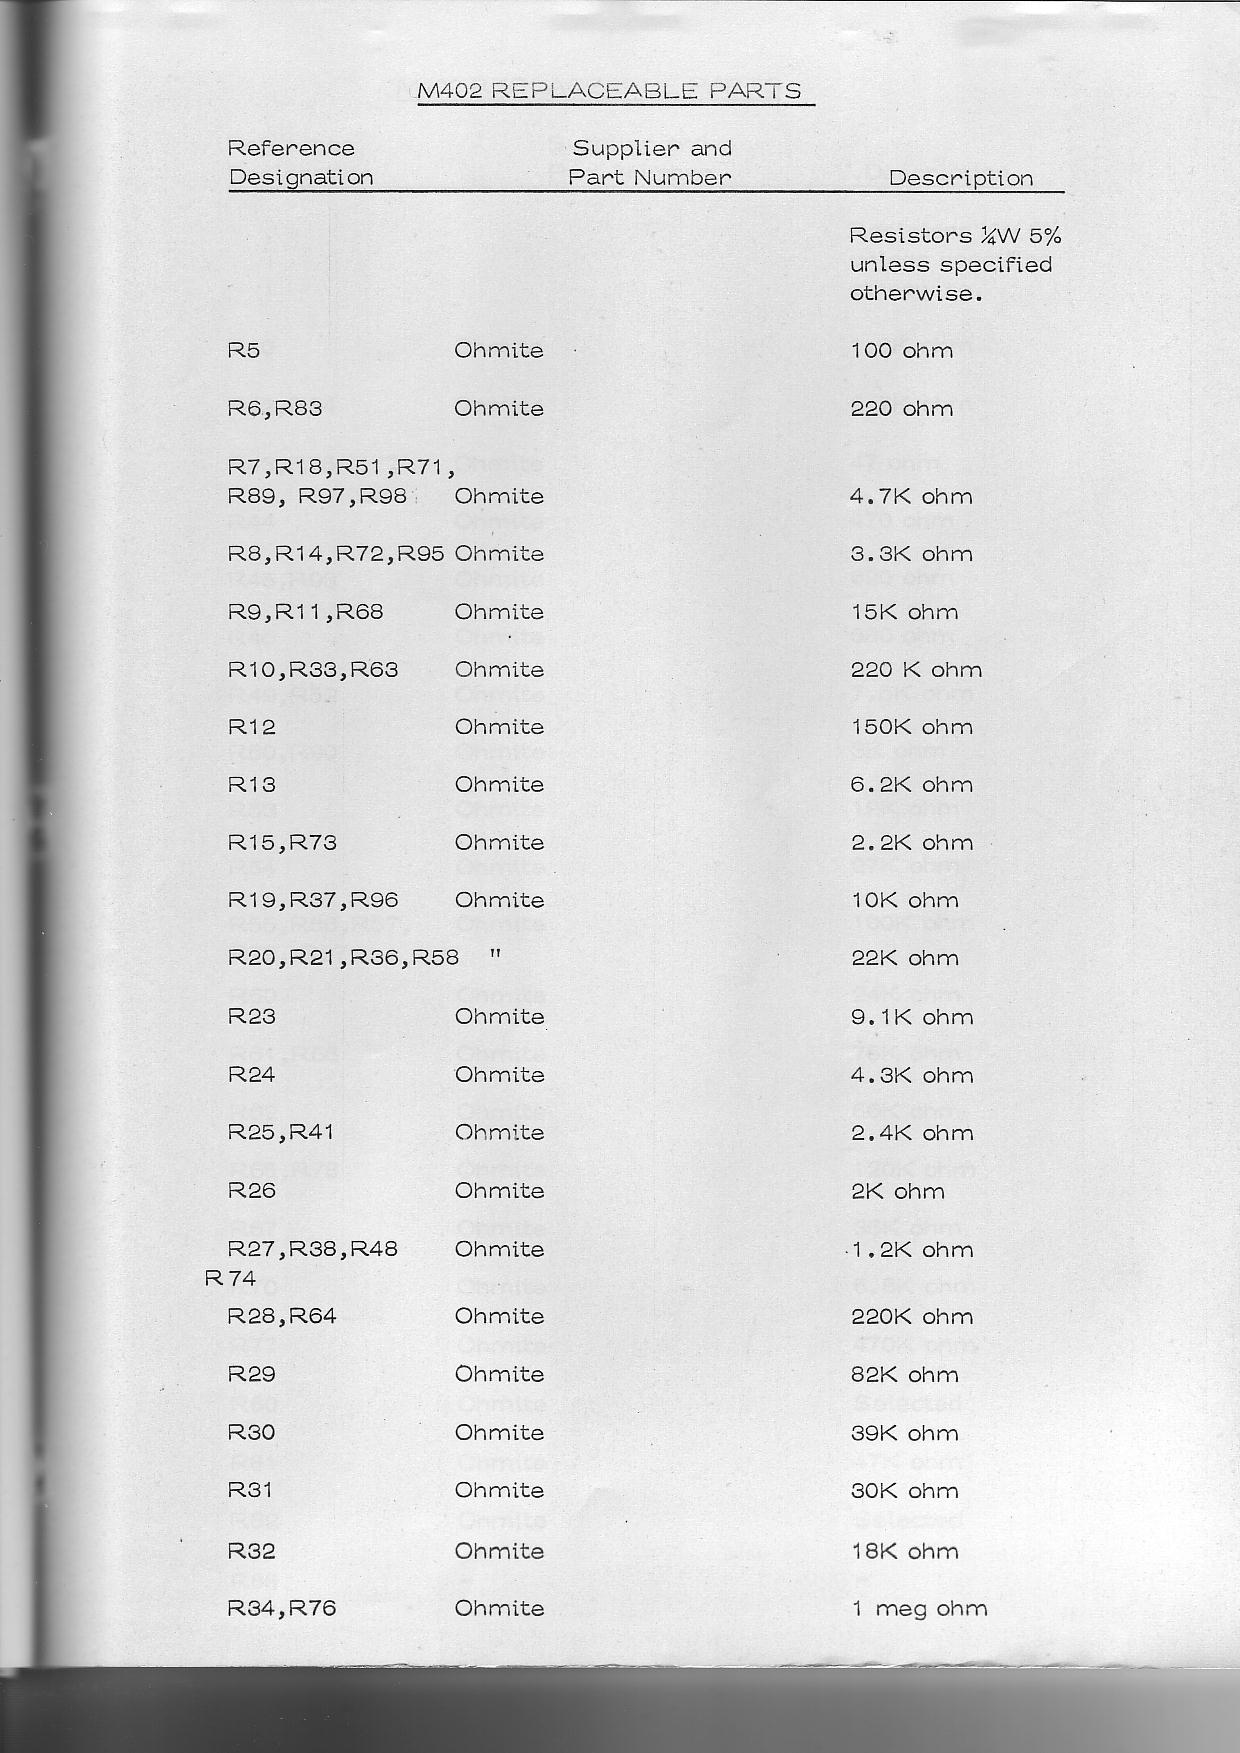 M402 REPLACEABLE PARTS
Reference Supplier and
Designation Part Number Description
Resistors ¼W 5%
unless specified
otherwise.
R5 Ohmite 100 ohm
R6,R83 Ohmite 220 ohm
R7,R18,R51,R71,
R89, R97,R98 Ohmite 4.7K ohm
R8,R14,R72,R95 Ohmite 3.3K ohm
R9,R11,R68 Ohmite 15K ohm
R10,R33,R63 Ohmite 220 K ohm
R12 Ohmite 150K ohm
R13 Ohmite 6.2K ohm
R15,R73 Ohmite 2.2K ohm
R19,R37,R96 Ohmite 10K ohm
R20,R21,R36,R58 " 22K ohm
R23 Ohmite 9.1K ohm
R24 Ohmite 4.3K ohm
R25,R41 Ohmite 2.4K ohm
R26 Ohmite 2K ohm
R27,R38,R48 Ohmite 1.2K ohm
R74
R28,R64 Ohmite 220K ohm
R29 Ohmite 82K ohm
R30 Ohmite 39K ohm
R31 Ohmite 30K ohm
R32 Ohmite 18K ohm
R34,R76 Ohmite 1 meg ohm